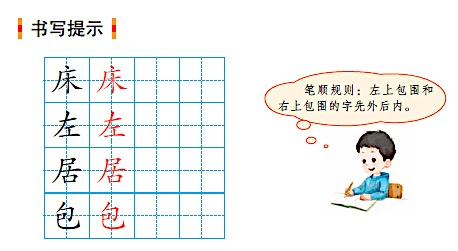 书写提示
床 床
左 左
居 居
包 包
笔顺规则：左上包围和
右上包围的字先外后内。